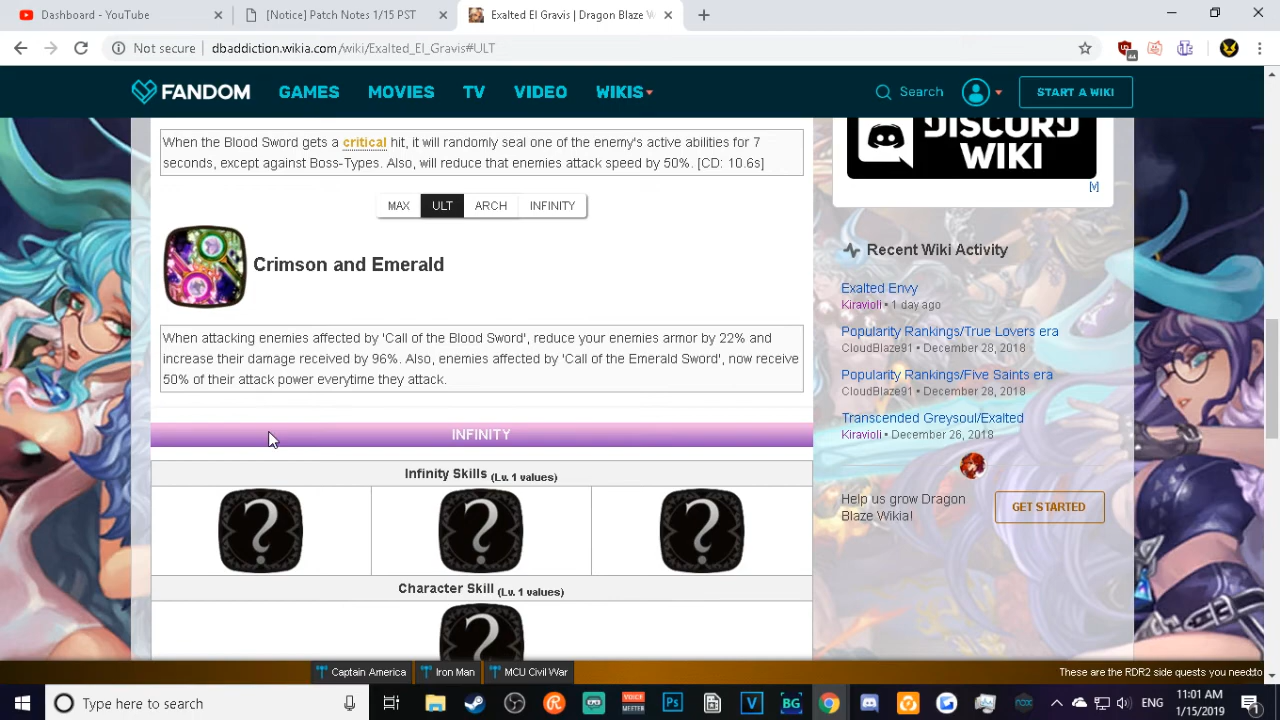 Dashboard - YouTube
[Notice] Patch Notes 1/15 PST
Exalted El Gravis | Dragon Blaze W
Not secure
dbaddiction.wikia.com/wiki/Exalted_El_Gravis#ULT
FANDOM
GAMES
MOVIES
TV
VIDEO
WIKIS
Search
START A WIKI
When the Blood Sword gets a critical hit, it will randomly seal one of the enemy's active abilities for 7
seconds, except against Boss-Types. Also, will reduce that enemies attack speed by 50%. [CD: 10.6s]
MAX
ULT
ARCH
INFINITY
Crimson and Emerald
When attacking enemies affected by 'Call of the Blood Sword', reduce your enemies armor by 22% and
increase their damage received by 96%. Also, enemies affected by 'Call of the Emerald Sword', now receive
50% of their attack power everytime they attack.
INFINITY
Infinity Skills (Lv. 1 values)
?
?
?
Character Skill (Lv. 1 values)
?
DISCORD
WIKI
[v]
Recent Wiki Activity
Exalted Envy
Kiravioli • 1 day ago
Popularity Rankings/True Lovers era
CloudBlaze91 • December 28, 2018
Popularity Rankings/Five Saints era
CloudBlaze91 • December 28, 2018
Transcended Greysoul/Exalted
Kiravioli • December 26, 2018
Help us grow Dragon
Blaze Wikia!
GET STARTED
Captain America
Iron Man
MCU Civil War
These are the RDR2 side quests you need to
Type here to search
VOICE
MEETER
Ps
V
BG
nox
ENG
11:01 AM
1/15/2019